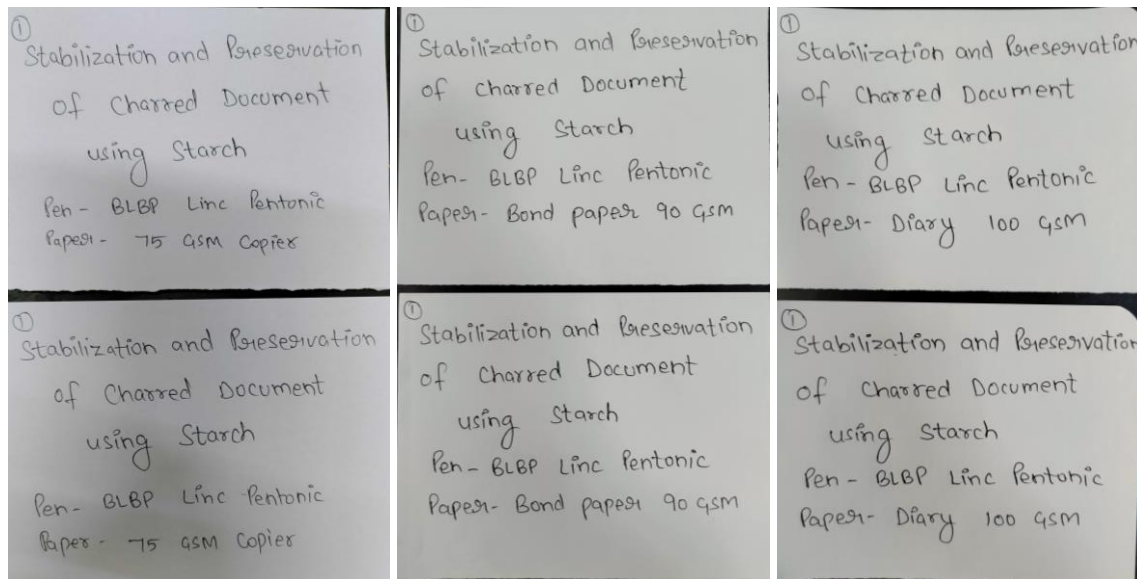 ①
Stabilization and Preservation
of Charred Document
using Starch
Pen - BLBP Linc Pentonic
Paper - 75 GSM Copier
①
Stabilization and Preservation
of Charred Document
using Starch
Pen - BLBP Linc Pentonic
Paper - Bond paper 90 GSM
①
Stabilization and Preservation
of Charred Document
using Starch
Pen - BLBP Linc Pentonic
Paper - Diary 100 GSM
①
Stabilization and Preservation
of Charred Document
using Starch
Pen - BLBP Linc Pentonic
Paper - 75 GSM Copier
①
Stabilization and Preservation
of Charred Document
using Starch
Pen - BLBP Linc Pentonic
Paper - Bond paper 90 GSM
①
Stabilization and Preservation
of Charred Document
using Starch
Pen - BLBP Linc Pentonic
Paper - Diary 100 GSM